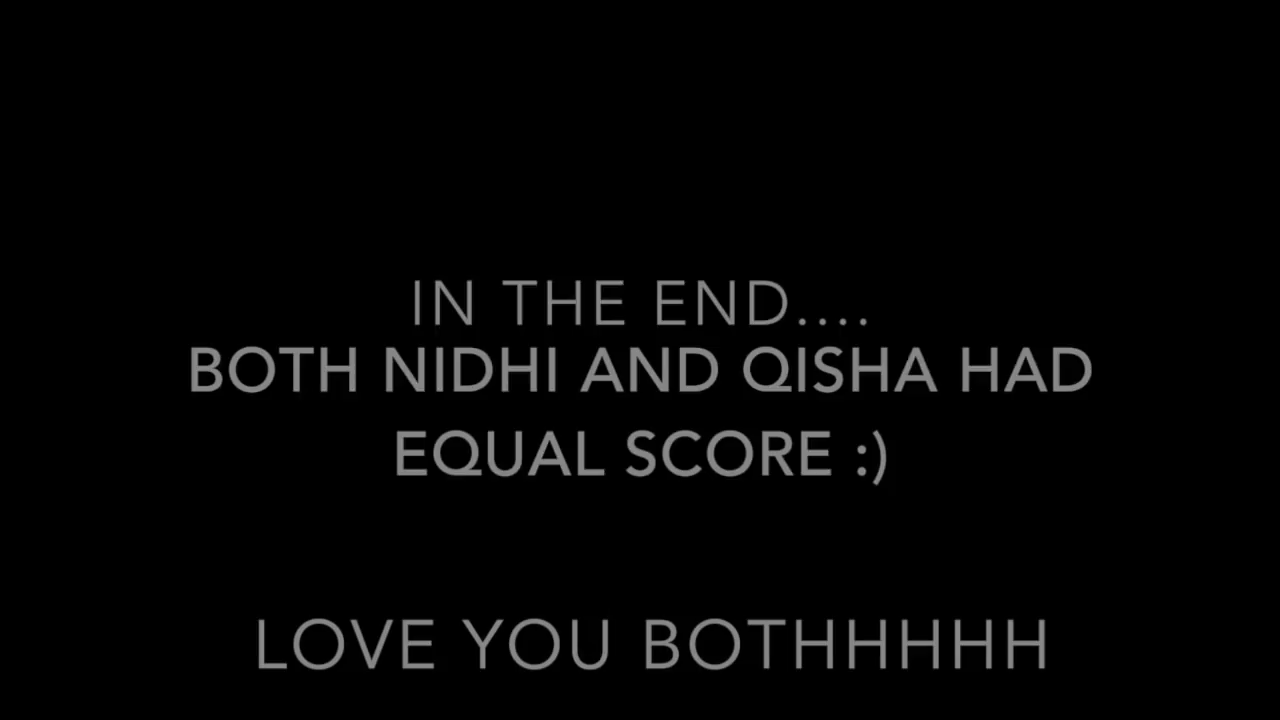 IN THE END....
BOTH NIDHI AND QISHA HAD
EQUAL SCORE :)
LOVE YOU BOTHHHHH